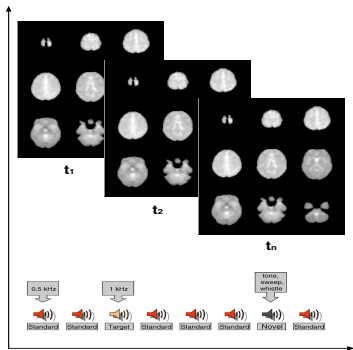 t1
t2
tn
0.5 kHz
1 kHz
tone,
sweep,
whistle
Standard
Standard
Target
Standard
Standard
Standard
Novel
Standard